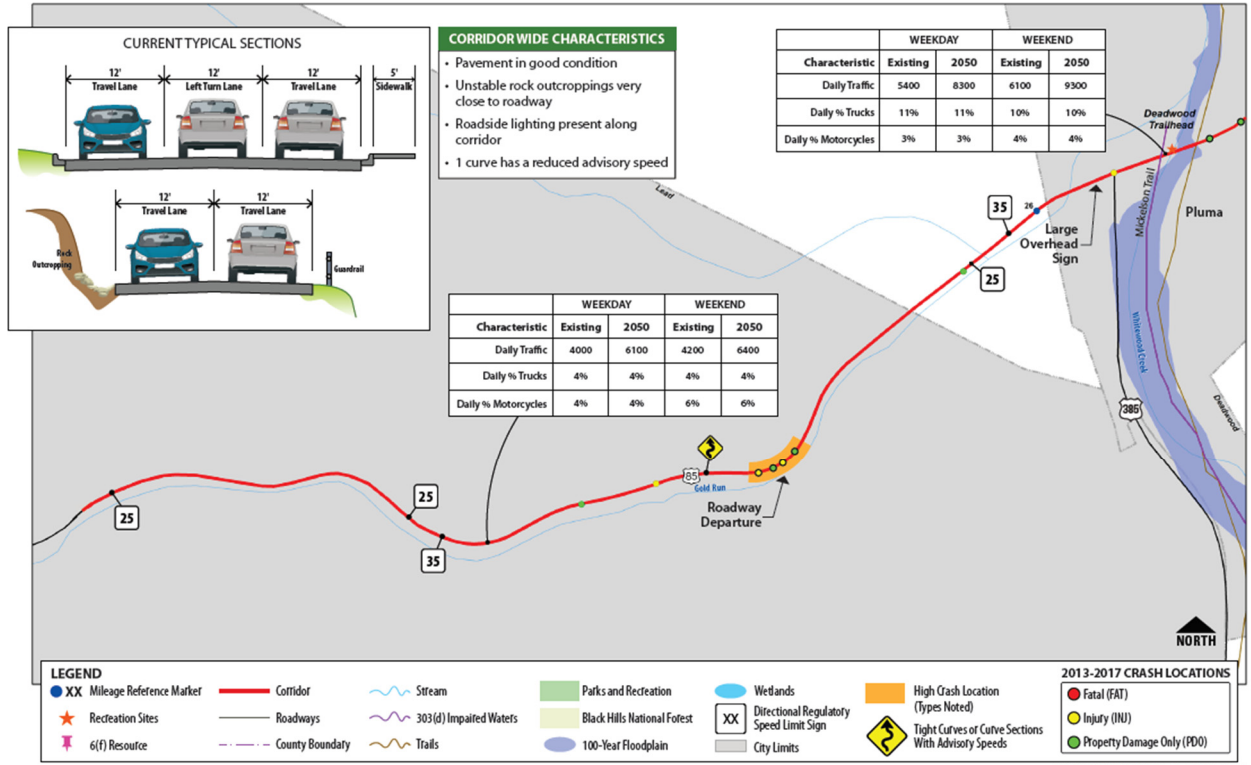 CURRENT TYPICAL SECTIONS
12' 12' 12' 5'
Travel Lane Left Turn Lane Travel Lane Sidewalk
12' 12'
Travel Lane Travel Lane
Rock
Outcropping
Guardrail
CORRIDOR WIDE CHARACTERISTICS
• Pavement in good condition
• Unstable rock outcroppings very
close to roadway
• Roadside lighting present along
corridor
• 1 curve has a reduced advisory speed
WEEKDAY WEEKEND
Characteristic Existing 2050 Existing 2050
Daily Traffic 5400 8300 6100 9300
Daily % Trucks 11% 11% 10% 10%
Daily % Motorcycles 3% 3% 4% 4%
Deadwood
Trailhead
Mickelson Trail
Pluma
Lead
35
26
Large
Overhead
Sign
25
Whitewood Creek
385
Deadwood
WEEKDAY WEEKEND
Characteristic Existing 2050 Existing 2050
Daily Traffic 4000 6100 4200 6400
Daily % Trucks 4% 4% 4% 4%
Daily % Motorcycles 4% 4% 6% 6%
85
Gold Run
Roadway
Departure
25
25
35
NORTH
LEGEND
XX Mileage Reference Marker
Recreation Sites
6(f) Resource
Corridor
Roadways
County Boundary
Stream
303(d) Impaired Waters
Trails
Parks and Recreation
Black Hills National Forest
100-Year Floodplain
Wetlands
XX Directional Regulatory
Speed Limit Sign
City Limits
High Crash Location
(Types Noted)
Tight Curves of Curve Sections
With Advisory Speeds
2013-2017 CRASH LOCATIONS
Fatal (FAT)
Injury (INJ)
Property Damage Only (PDO)